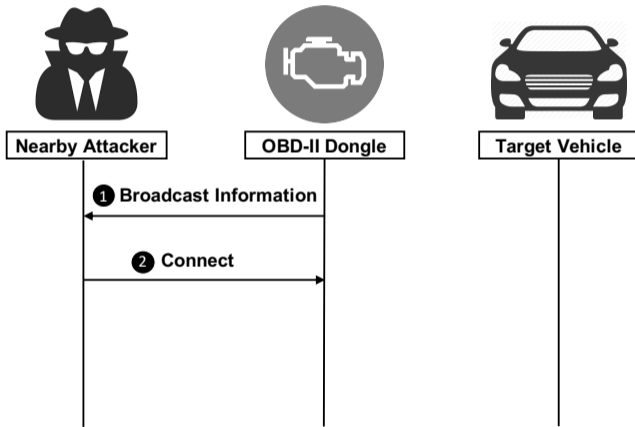 Nearby Attacker
OBD-II Dongle
Target Vehicle
1 Broadcast Information
2 Connect